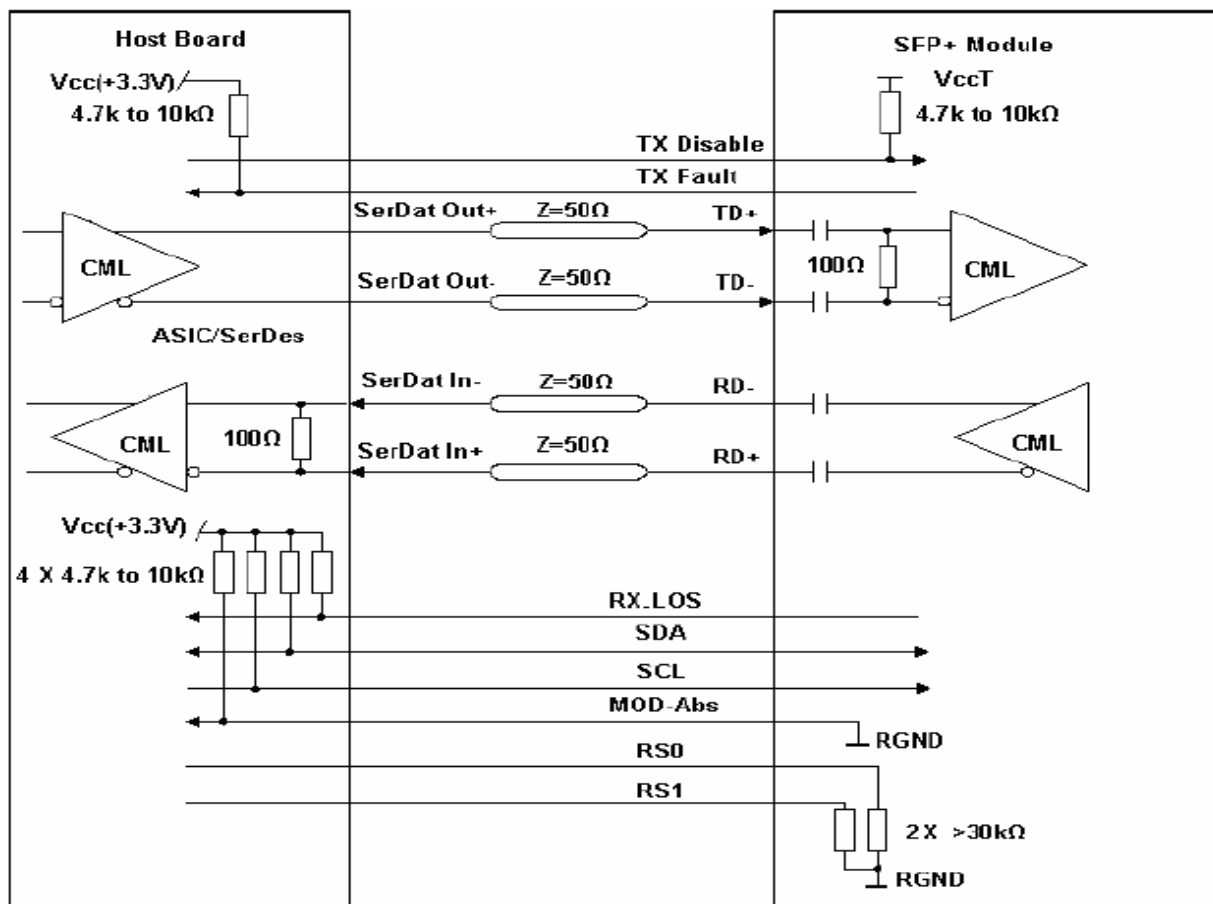 Host Board
SFP+ Module
Vcc(+3.3V)
4.7k to 10kΩ
VccT
4.7k to 10kΩ
TX Disable
TX Fault
SerDat Out+
Z=50Ω
TD+
CML
100Ω
CML
SerDat Out-
Z=50Ω
TD-
ASIC/SerDes
SerDat In-
Z=50Ω
RD-
CML
100Ω
SerDat In+
Z=50Ω
RD+
CML
Vcc(+3.3V)
4 X 4.7k to 10kΩ
RX_LOS
SDA
SCL
MOD-Abs
RGND
RS0
RS1
2X >30kΩ
RGND